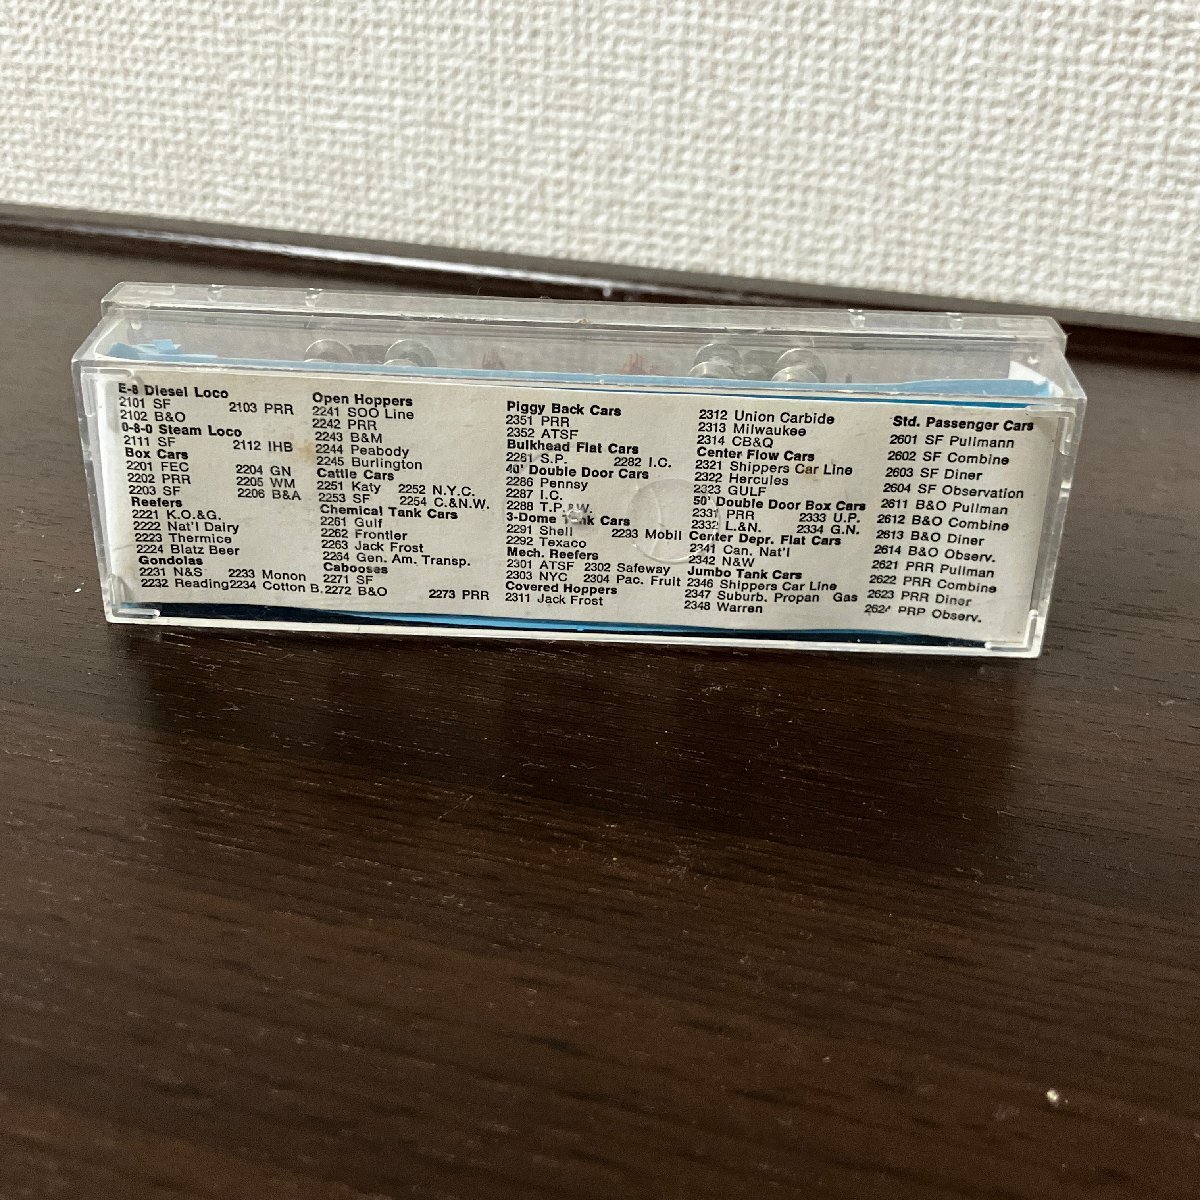 E-8 Diesel Loco
2101 SF 2103 PRR
2102 B&O
0-8-0 Steam Loco
2111 SF 2112 IHB
Box Cars
2201 FEC 2204 GN
2202 PRR 2205 WM
2203 SF 2206 B&A
Reefers
2221 K.O.&G.
2222 Nat'l Dairy
2223 Thermice
2224 Blatz Beer
Gondolas
2231 N&S 2233 Monon
2232 Reading 2234 Cotton B.
Open Hoppers
2241 SOO Line
2242 PRR
2243 B&M
2244 Peabody
2245 Burlington
Cattle Cars
2251 Katy 2252 N.Y.C.
2253 SF 2254 C.&N.W.
Chemical Tank Cars
2261 Gulf
2262 Frontier
2263 Jack Frost
2264 Gen. Am. Transp.
Cabooses
2271 SF
2272 B&O 2273 PRR
Piggy Back Cars
2351 PRR
2352 ATSF
Bulkhead Flat Cars
2281 S.P. 2282 I.C.
40' Double Door Cars
2286 Pennsy
2287 I.C.
2288 T.P.&W.
3-Dome Tank Cars
2291 Shell 2293 Mobil
2292 Texaco
Mech. Reefers
2301 ATSF 2302 Safeway
2303 NYC 2304 Pac. Fruit
Covered Hoppers
2311 Jack Frost
2312 Union Carbide
2313 Milwaukee
2314 CB&Q
Center Flow Cars
2321 Shippers Car Line
2322 Hercules
2323 GULF
50' Double Door Box Cars
2331 PRR 2333 U.P.
2332 L.&N. 2334 G.N.
Center Depr. Flat Cars
2341 Can. Nat'l
2342 N&W
Jumbo Tank Cars
2346 Shippers Car Line
2347 Suburb. Propan Gas
2348 Warren
Std. Passenger Cars
2601 SF Pullmann
2602 SF Combine
2603 SF Diner
2604 SF Observation
2611 B&O Pullman
2612 B&O Combine
2613 B&O Diner
2614 B&O Observ.
2621 PRR Pullman
2622 PRR Combine
2623 PRR Diner
2624 PRR Observ.